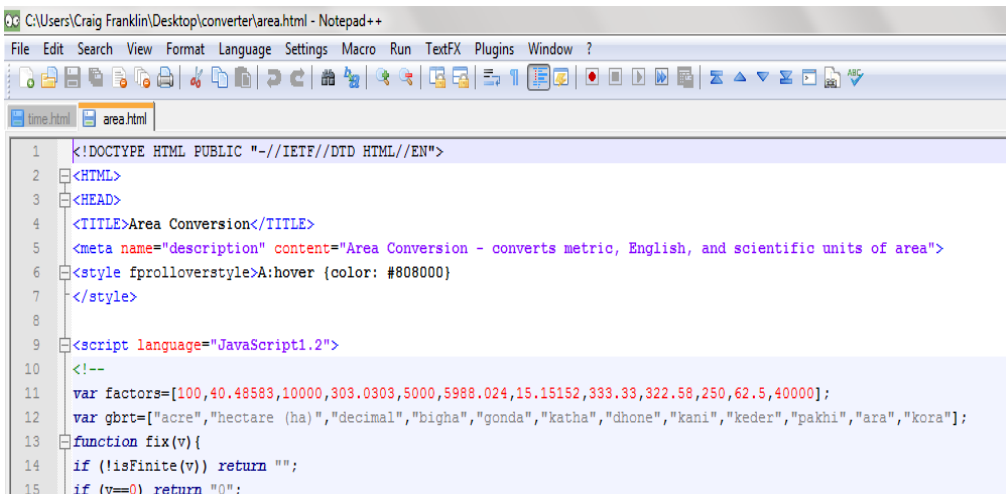 C:\Users\Craig Franklin\Desktop\converter\area.html - Notepad++
File Edit Search View Format Language Settings Macro Run TextFX Plugins Window ?
ABC
time.html area.html
1 <!DOCTYPE HTML PUBLIC "-//IETF//DTD HTML//EN">
2 <HTML>
3 <HEAD>
4 <TITLE>Area Conversion</TITLE>
5 <meta name="description" content="Area Conversion - converts metric, English, and scientific units of area">
6 <style fprolloverstyle>A:hover {color: #808000}
7 </style>
8
9 <script language="JavaScript1.2">
10 <!--
11 var factors=[100,40.48583,10000,303.0303,5000,5988.024,15.15152,333.33,322.58,250,62.5,40000];
12 var gbrt=["acre","hectare (ha)","decimal","bigha","gonda","katha","dhone","kani","keder","pakhi","ara","kora"];
13 function fix(v){
14 if (!isFinite(v)) return "";
15 if (v==0) return "0";